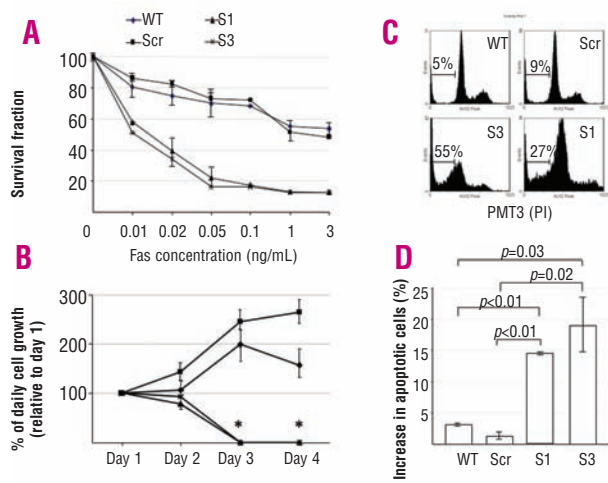 A
WT
S1
Scr
S3
Survival fraction
100
80
60
40
20
0
0.01
0.02
0.05
0.1
1
3
Fas concentration (ng/mL)
B
% of daily cell growth
(relative to day 1)
300
200
100
*
*
Day 1
Day 2
Day 3
Day 4
C
WT
5%
Scr
9%
S3
55%
S1
27%
PMT3 (PI)
D
Increase in apoptotic cells (%)
25
20
15
10
5
p=0.03
p=0.02
p<0.01
p<0.01
WT
Scr
S1
S3